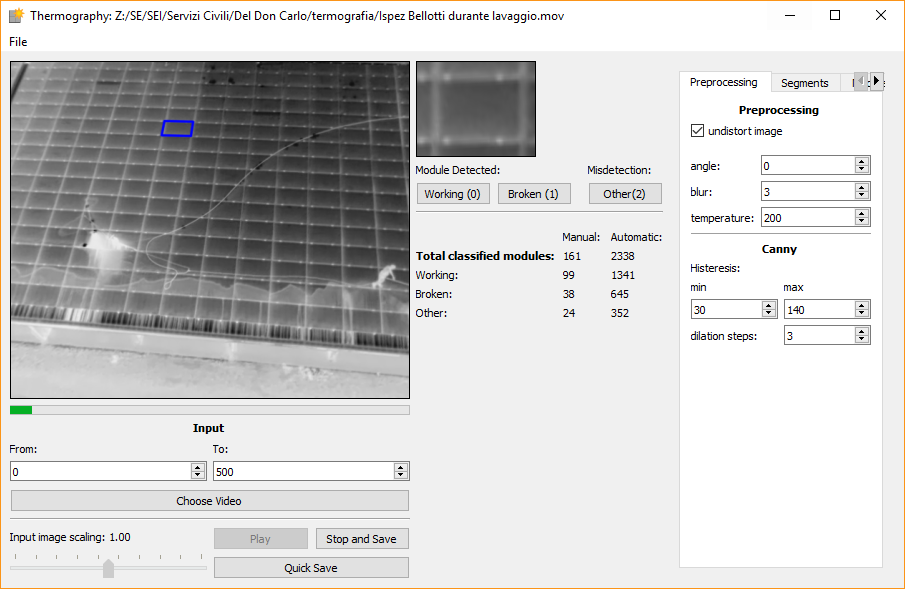 Thermography: Z:/SE/SEI/Servizi Civili/Del Don Carlo/termografia/Ispez Bellotti durante lavaggio.mov
File
Module Detected:
Misdetection:
Working (0)
Broken (1)
Other(2)
Manual:
Automatic:
Total classified modules:
161
2338
Working:
99
1341
Broken:
38
645
Other:
24
352
Input
From:
To:
0
500
Choose Video
Input image scaling: 1.00
Play
Stop and Save
Quick Save
Preprocessing
Segments
Preprocessing
undistort image
angle:
0
blur:
3
temperature:
200
Canny
Histeresis:
min
max
30
140
dilation steps:
3